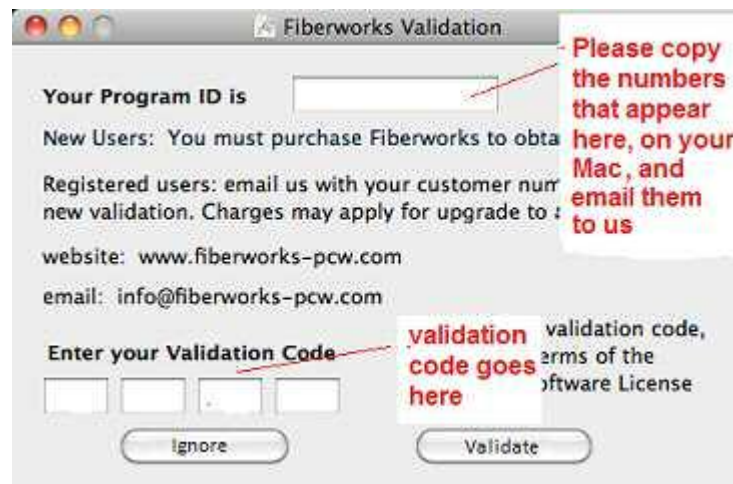 Fiberworks Validation
Please copy
the numbers
that appear
here, on your
Mac, and
email them
to us
Your Program ID is
New Users: You must purchase Fiberworks to obta
Registered users: email us with your customer num
new validation. Charges may apply for upgrade to
website: www.fiberworks-pcw.com
email: info@fiberworks-pcw.com
validation
code goes
here
validation code,
erms of the
oftware License
Enter your Validation Code
Ignore
Validate